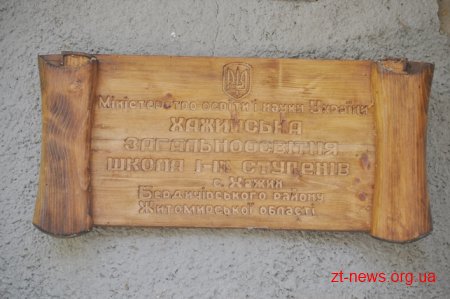 Міністерство освіти і науки України
ХАЖИНСЬКА
ЗАГАЛЬНООСВІТНЯ
ШКОЛА І-ІІ СТУПЕНІВ
с. Хажин
Бердичівського району
Житомирської області
zt-news.org.ua